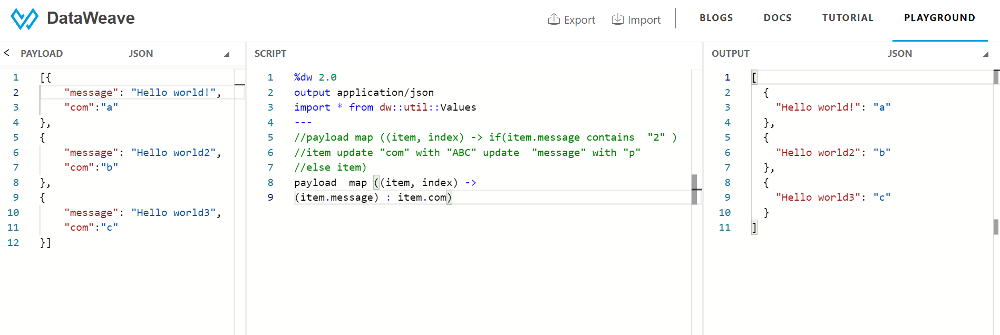 DataWeave
Export Import BLOGS DOCS TUTORIAL PLAYGROUND
< PAYLOAD JSON
1 [{
2 "message": "Hello world!",
3 "com":"a"
4 },
5 {
6 "message": "Hello world2",
7 "com":"b"
8 },
9 {
10 "message": "Hello world3",
11 "com":"c"
12 }]
SCRIPT
1 %dw 2.0
2 output application/json
3 import * from dw::util::Values
4 ---
5 //payload map ((item, index) -> if(item.message contains  "2" )
6 //item update "com" with "ABC" update  "message" with "p"
7 //else item)
8 payload  map ((item, index) ->
9 (item.message) : item.com)
OUTPUT JSON
1 [
2 {
3 "Hello world!": "a"
4 },
5 {
6 "Hello world2": "b"
7 },
8 {
9 "Hello world3": "c"
10 }
11 ]